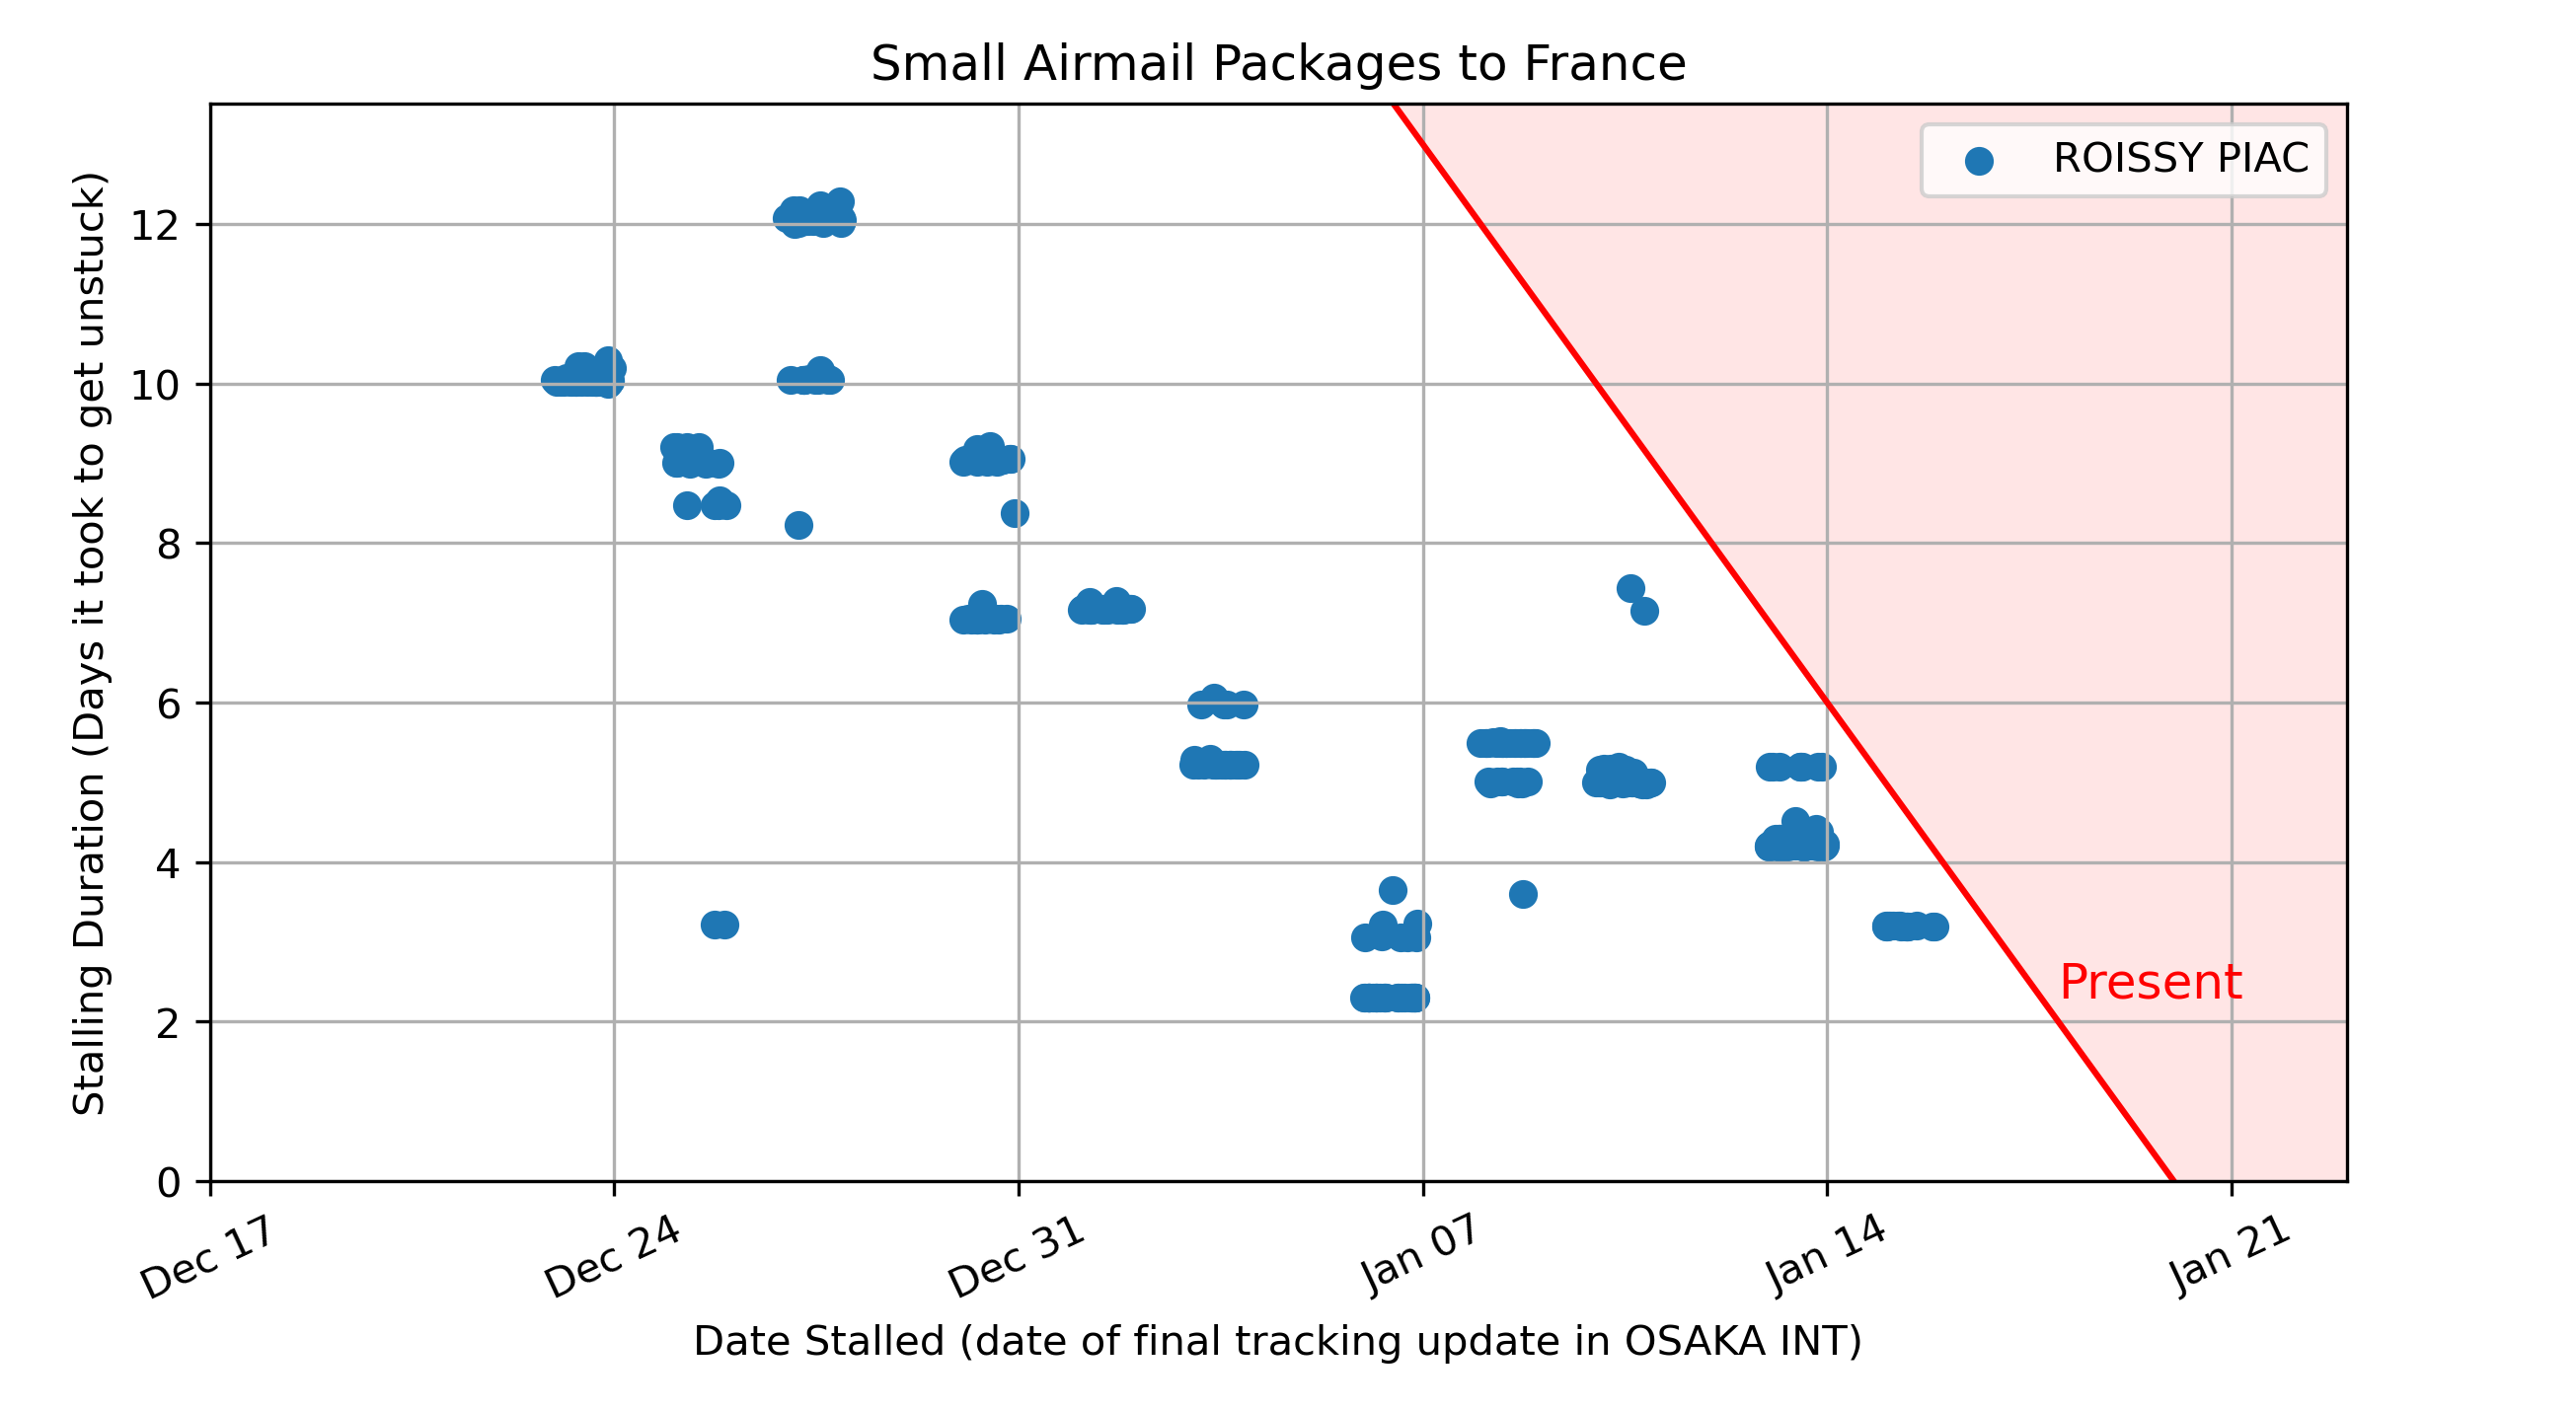 Small Airmail Packages to France
ROISSY PIAC
Stalling Duration (Days it took to get unstuck)
12
10
8
6
4
2
0
Present
Dec 17
Dec 24
Dec 31
Jan 07
Jan 14
Jan 21
Date Stalled (date of final tracking update in OSAKA INT)